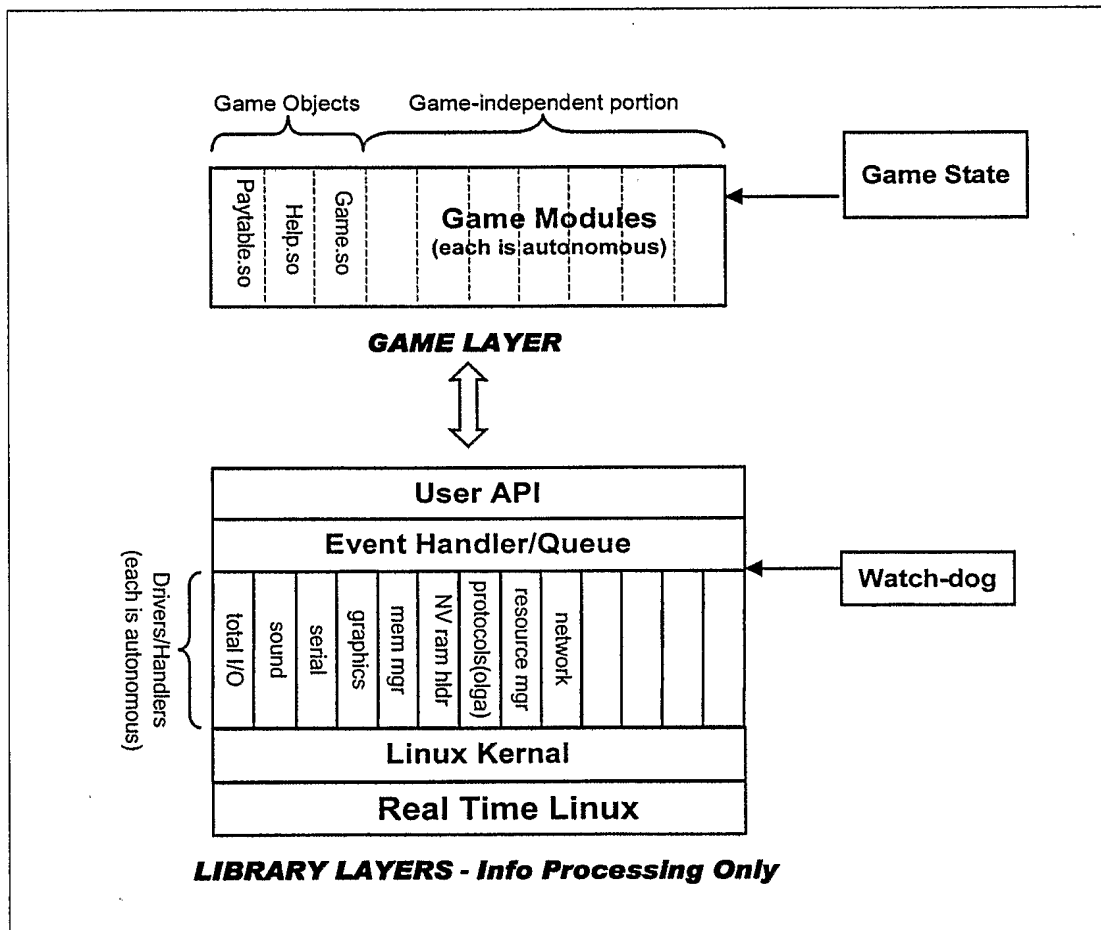 Game Objects
Game-independent portion
Paytable.so
Help.so
Game.so
Game Modules
(each is autonomous)
Game State
GAME LAYER
User API
Event Handler/Queue
Watch-dog
Drivers/Handlers
(each is autonomous)
total I/O
sound
serial
graphics
mem mgr
NV ram hldr
protocols(olga)
resource mgr
network
Linux Kernal
Real Time Linux
LIBRARY LAYERS - Info Processing Only